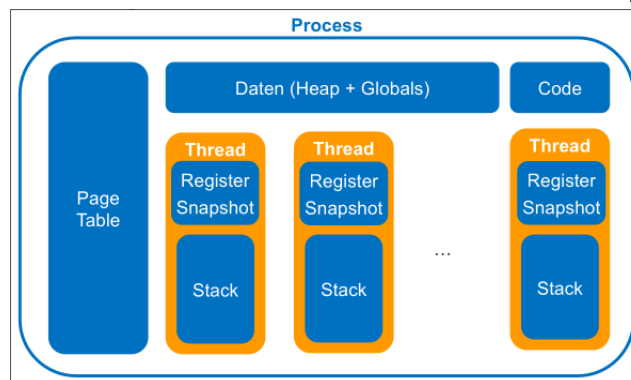 Process
Page
Table
Daten (Heap + Globals)
Code
Thread
Register
Snapshot
Stack
Thread
Register
Snapshot
Stack
...
Thread
Register
Snapshot
Stack